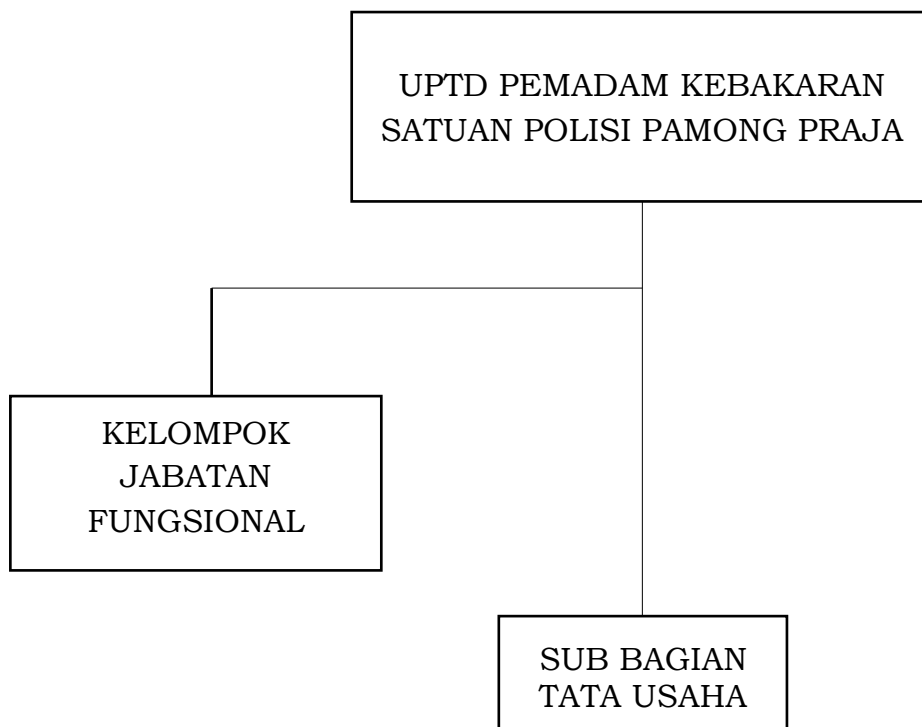 UPTD PEMADAM KEBAKARAN
SATUAN POLISI PAMONG PRAJA
KELOMPOK
JABATAN
FUNGSIONAL
SUB BAGIAN
TATA USAHA